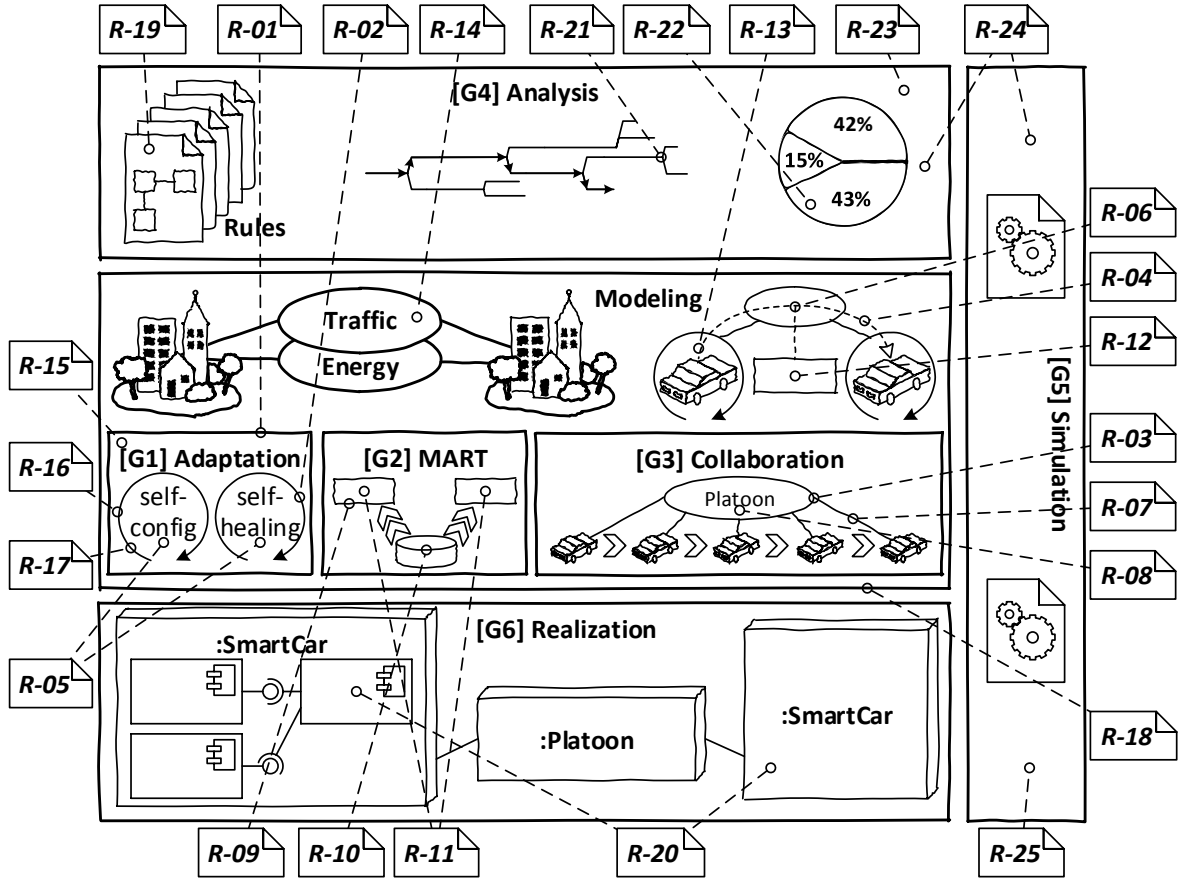 R-19
R-01
R-02
R-14
R-21
R-22
R-13
R-23
R-24
[G4] Analysis
42%
15%
43%
Rules
R-06
R-04
R-12
Modeling
Traffic
Energy
[G5] Simulation
R-15
R-16
R-17
R-05
[G1] Adaptation
self-
config
self-
healing
[G2] MART
[G3] Collaboration
Platoon
R-03
R-07
R-08
R-18
[G6] Realization
:SmartCar
:Platoon
:SmartCar
R-09
R-10
R-11
R-20
R-25